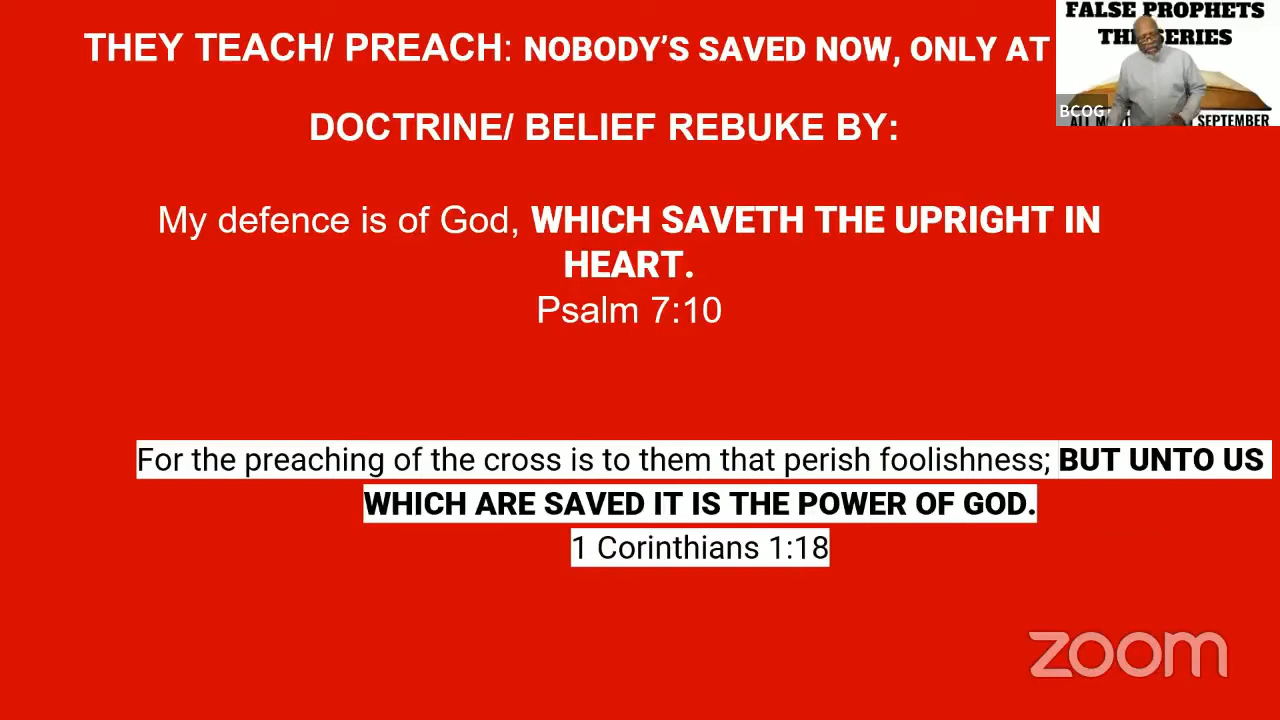 THEY TEACH/ PREACH: NOBODY'S SAVED NOW, ONLY AT
DOCTRINE/ BELIEF REBUKE BY:
My defence is of God, WHICH SAVETH THE UPRIGHT IN
HEART.
Psalm 7:10
For the preaching of the cross is to them that perish foolishness; BUT UNTO US
WHICH ARE SAVED IT IS THE POWER OF GOD.
1 Corinthians 1:18
FALSE PROPHETS
THE SERIES
BCOG
ALL SEPTEMBER
zoom